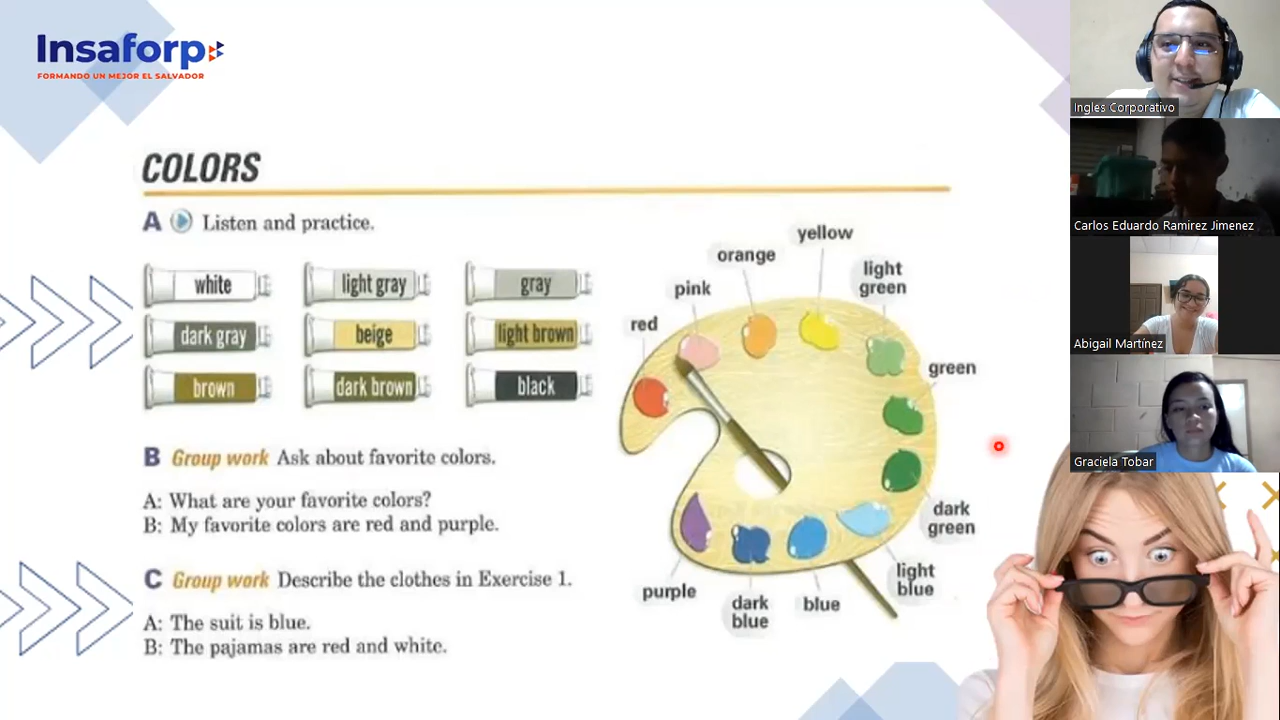 Insaforp
FORMANDO UN MEJOR EL SALVADOR
COLORS
A Listen and practice.
white
light gray
gray
dark gray
beige
light brown
brown
dark brown
black
red
pink
orange
yellow
light
green
green
dark
green
light
blue
blue
dark
blue
purple
B Group work Ask about favorite colors.
A: What are your favorite colors?
B: My favorite colors are red and purple.
C Group work Describe the clothes in Exercise 1.
A: The suit is blue.
B: The pajamas are red and white.
Ingles Corporativo
Carlos Eduardo Ramirez Jimenez
Abigail Martínez
Graciela Tobar